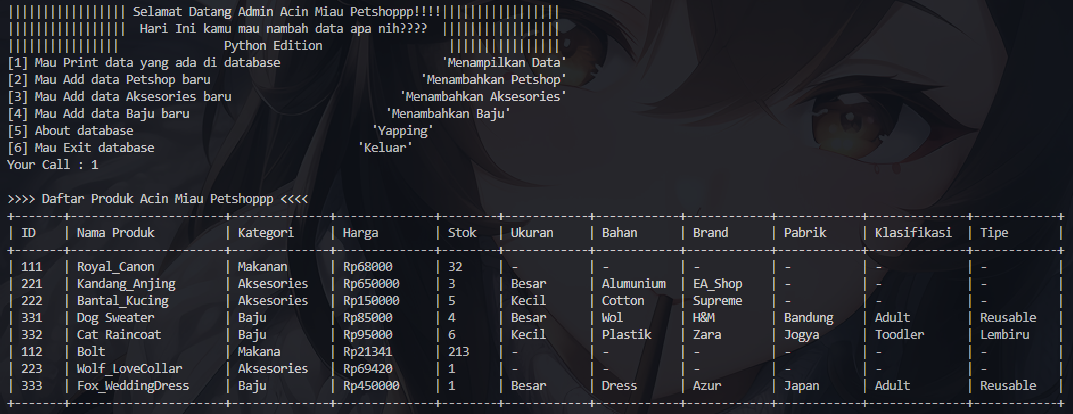 ||||||||||||||||| Selamat Datang Admin Acin Miau Petshoppp!!!!|||||||||||||||||
|||||||||||||||||  Hari Ini kamu mau nambah data apa nih????  |||||||||||||||||
||||||||||||||||               Python Edition                  ||||||||||||||||
[1] Mau Print data yang ada di database                       'Menampilkan Data'
[2] Mau Add data Petshop baru                              'Menambahkan Petshop'
[3] Mau Add data Aksesories baru                        'Menambahkan Aksesories'
[4] Mau Add data Baju baru                            'Menambahkan Baju'
[5] About database                                  'Yapping'
[6] Mau Exit database                             'Keluar'
Your Call : 1
>>>> Daftar Produk Acin Miau Petshoppp <<<<
| ID | Nama Produk | Kategori | Harga | Stok | Ukuran | Bahan | Brand | Pabrik | Klasifikasi | Tipe |
| 111 | Royal_Canon | Makanan | Rp68000 | 32 | - | - | - | - | - | - |
| 221 | Kandang_Anjing | Aksesories | Rp650000 | 3 | Besar | Alumunium | EA_Shop | - | - | - |
| 222 | Bantal_Kucing | Aksesories | Rp150000 | 5 | Kecil | Cotton | Supreme | - | - | - |
| 331 | Dog Sweater | Baju | Rp85000 | 4 | Besar | Wol | H&M | Bandung | Adult | Reusable |
| 332 | Cat Raincoat | Baju | Rp95000 | 6 | Kecil | Plastik | Zara | Jogya | Toodler | Lembiru |
| 112 | Bolt | Makana | Rp21341 | 213 | - | - | - | - | - | - |
| 223 | Wolf_LoveCollar | Aksesories | Rp69420 | 1 | - | - | - | - | - | - |
| 333 | Fox_WeddingDress | Baju | Rp450000 | 1 | Besar | Dress | Azur | Japan | Adult | Reusable |